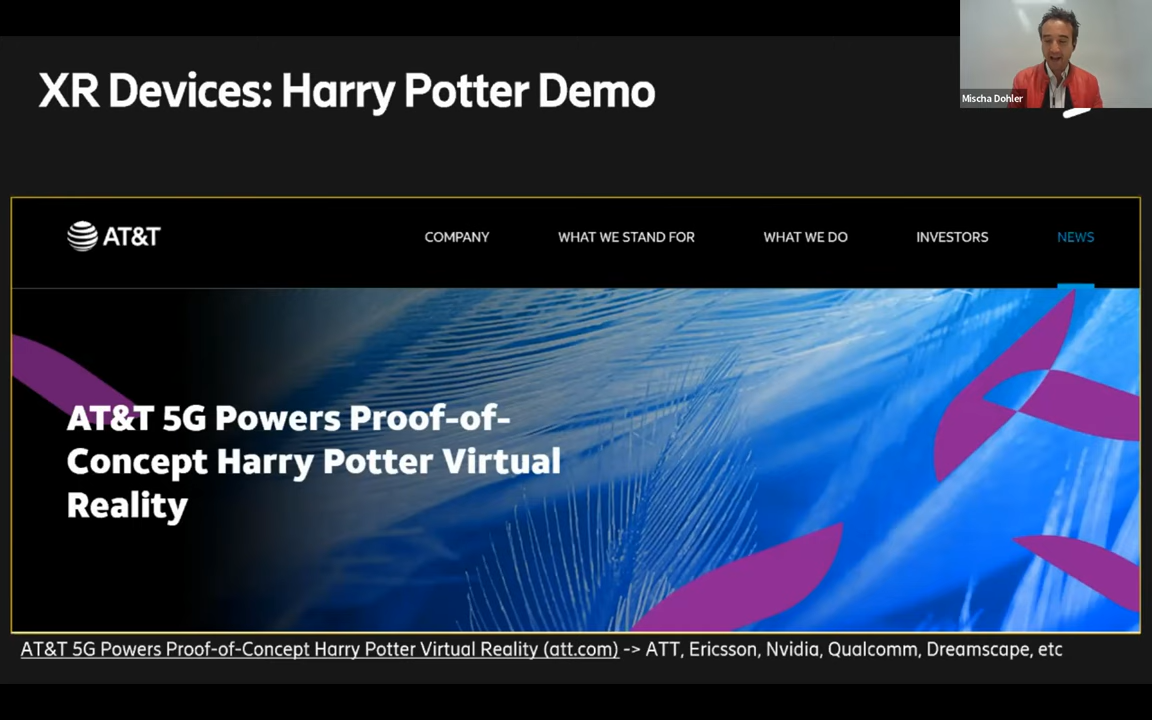 XR Devices: Harry Potter Demo
Mischa Dohler
AT&T
COMPANY
WHAT WE STAND FOR
WHAT WE DO
INVESTORS
NEWS
AT&T 5G Powers Proof-of-
Concept Harry Potter Virtual
Reality
AT&T 5G Powers Proof-of-Concept Harry Potter Virtual Reality (att.com) -> ATT, Ericsson, Nvidia, Qualcomm, Dreamscape, etc